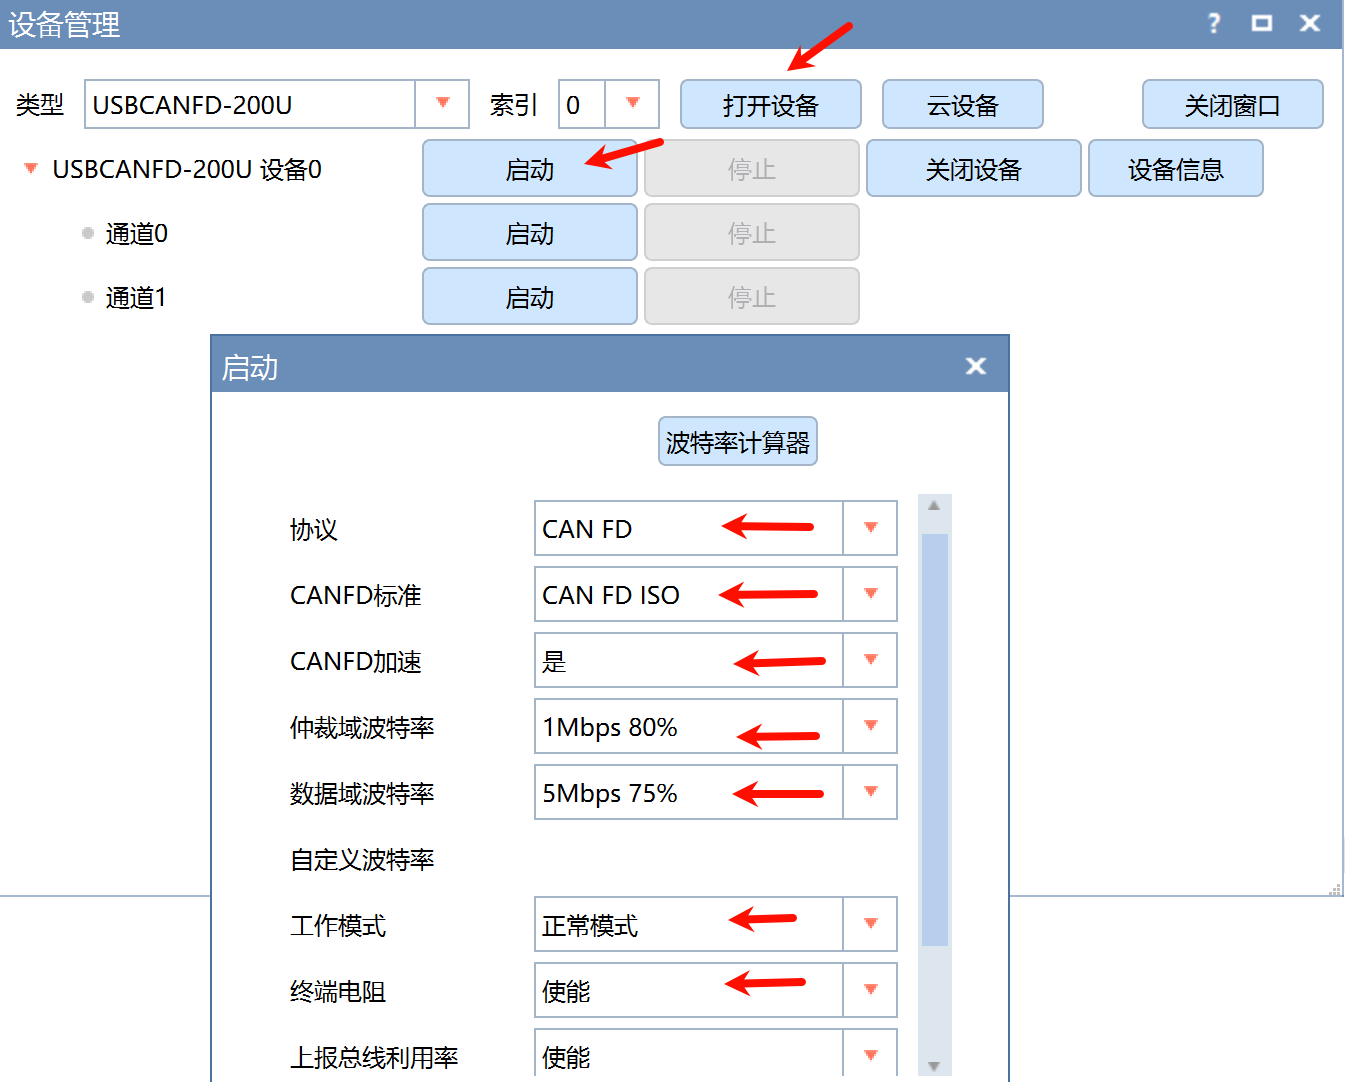 设备管理
类型 USBCANFD-200U 索引 0 打开设备 云设备 关闭窗口
USBCANFD-200U 设备0 启动 停止 关闭设备 设备信息
通道0 启动 停止
通道1 启动 停止
启动
波特率计算器
协议 CAN FD
CANFD标准 CAN FD ISO
CANFD加速 是
仲裁域波特率 1Mbps 80%
数据域波特率 5Mbps 75%
自定义波特率
工作模式 正常模式
终端电阻 使能
上报总线利用率 使能